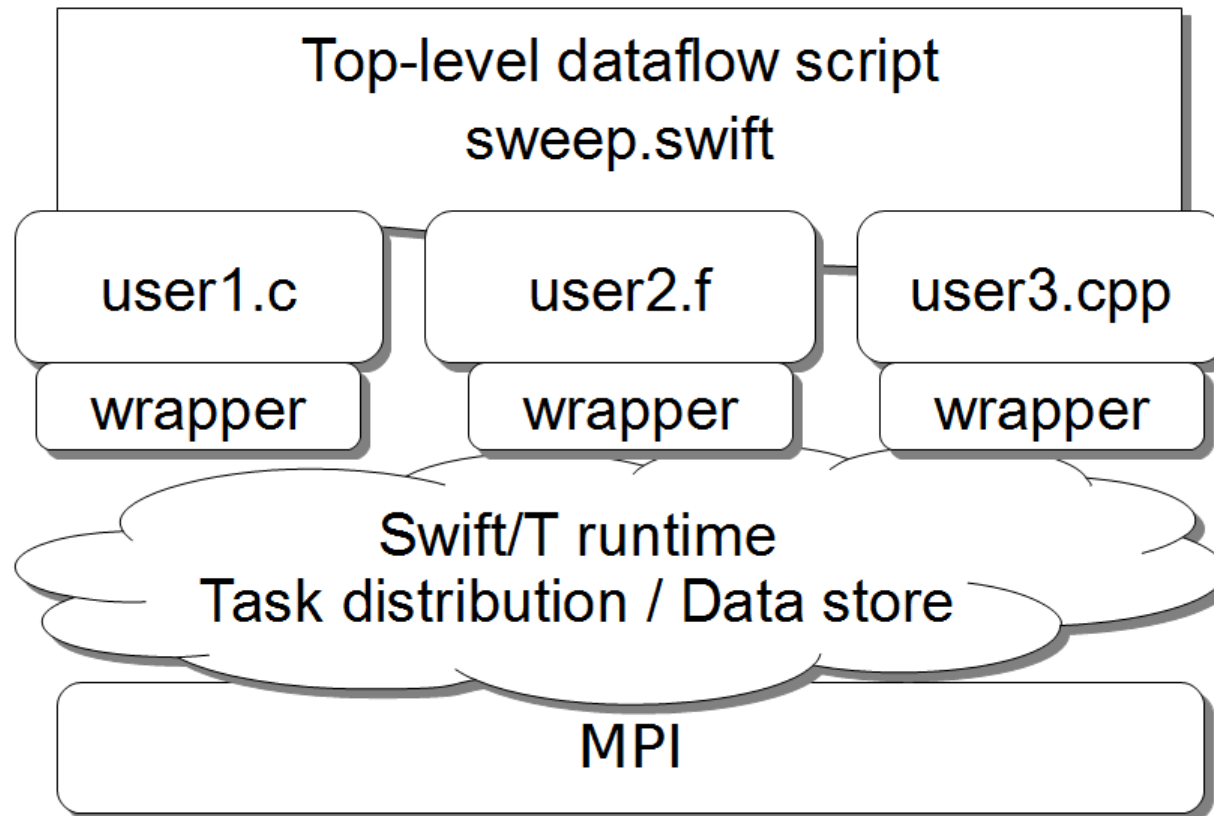 Top-level dataflow script
sweep.swift
user1.c
user2.f
user3.cpp
wrapper
wrapper
wrapper
Swift/T runtime
Task distribution / Data store
MPI